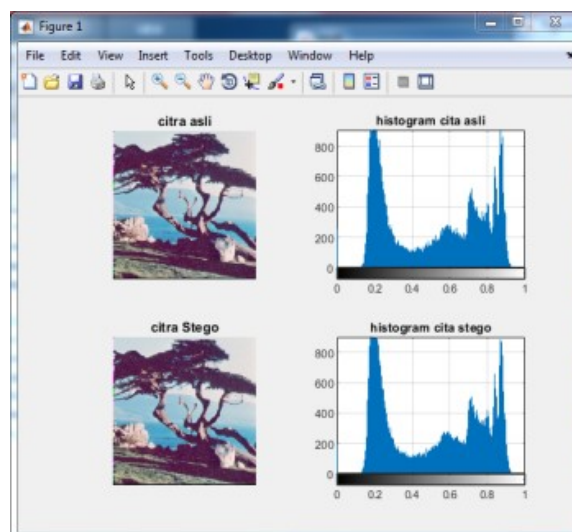 Figure 1
File Edit View Insert Tools Desktop Window Help
citra asli
histogram cita asli
800
600
400
200
0
0 0.2 0.4 0.6 0.8 1
citra Stego
histogram cita stego
800
600
400
200
0
0 0.2 0.4 0.6 0.8 1